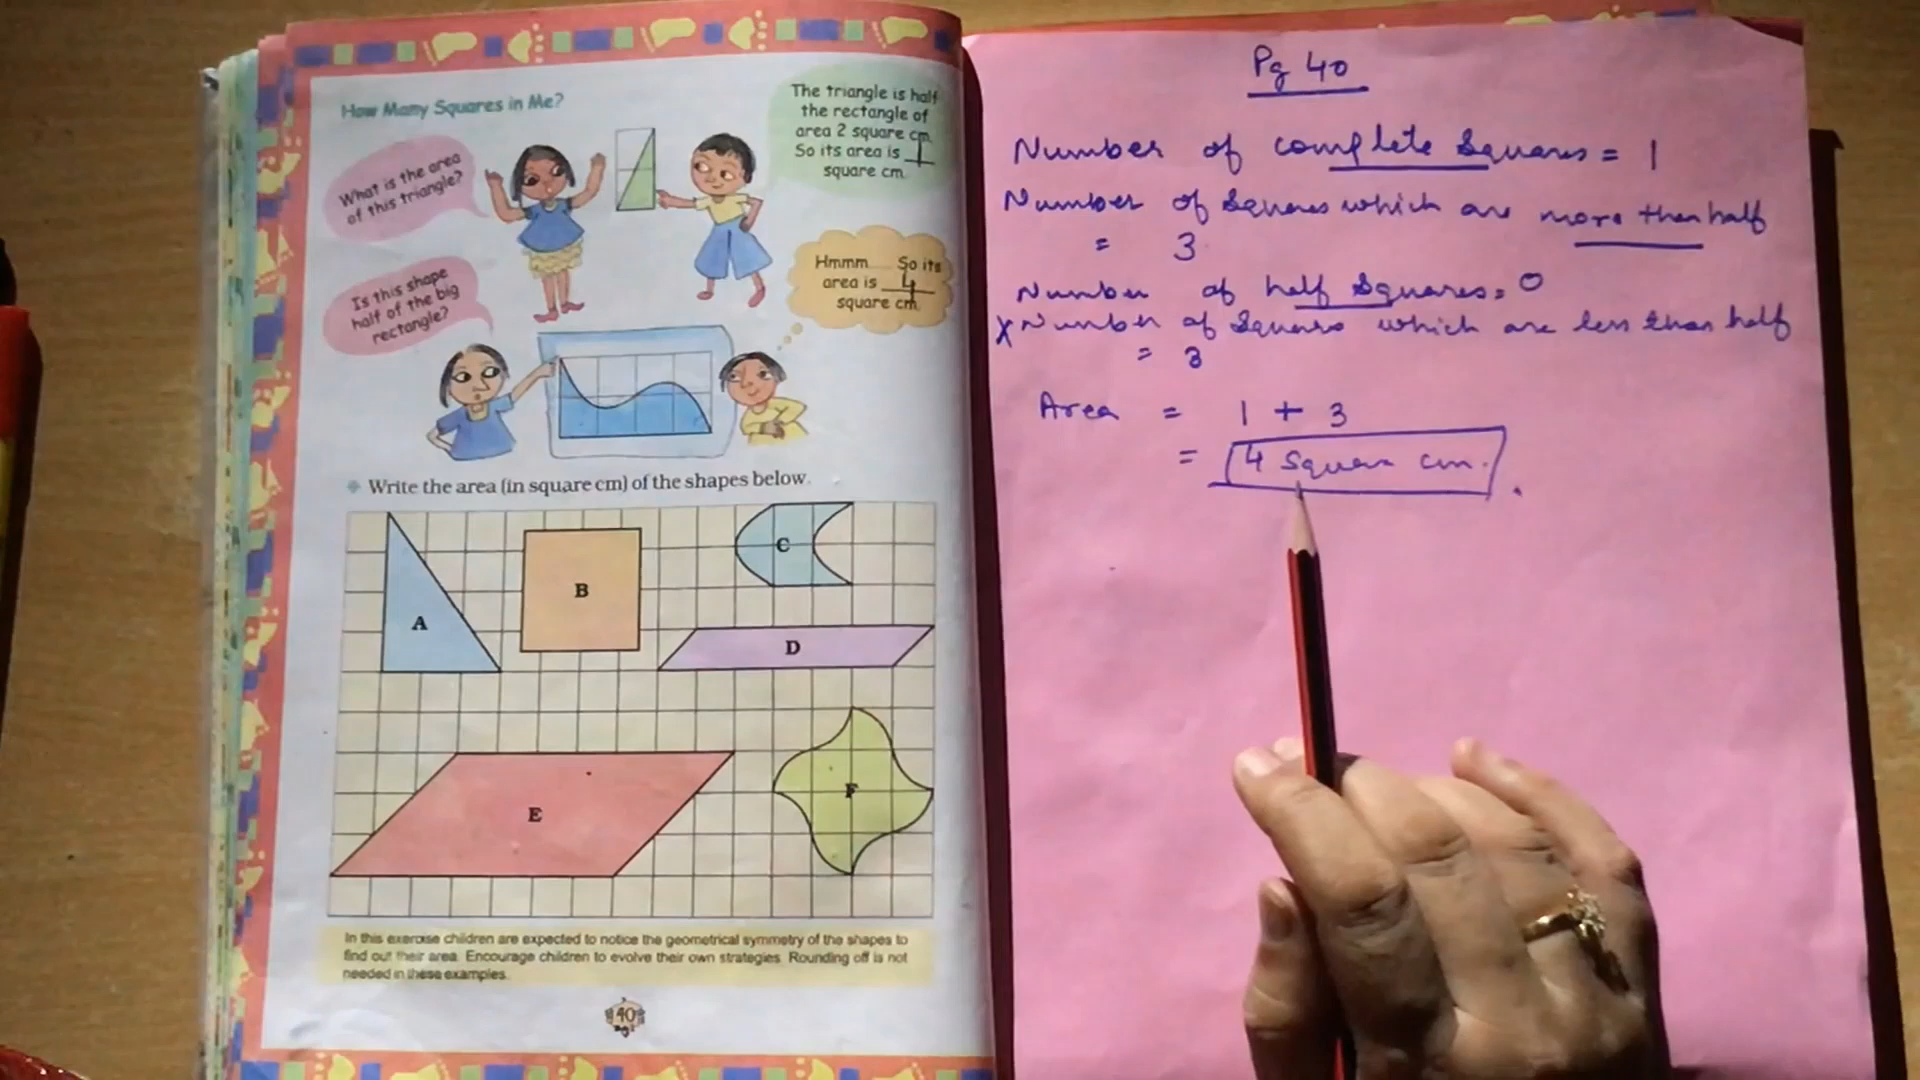 How Many Squares in Me?
What is the area
of this triangle?
The triangle is half
the rectangle of
area 2 square cm.
So its area is 1
square cm.
Is this shape
half of the big
rectangle?
Hmmm..... So its
area is 4
square cm.
Write the area (in square cm) of the shapes below.
A
B
C
D
E
F
In this exercise children are expected to notice the geometrical symmetry of the shapes to
find out their area. Encourage children to evolve their own strategies. Rounding off is not
needed in these examples.
40
Pg 40
Number of complete Squares = 1
Number of Squares which are more than half
= 3
Number of half Squares = 0
X Number of Squares which are less than half
= 3
Area = 1 + 3
= 4 Square cm.